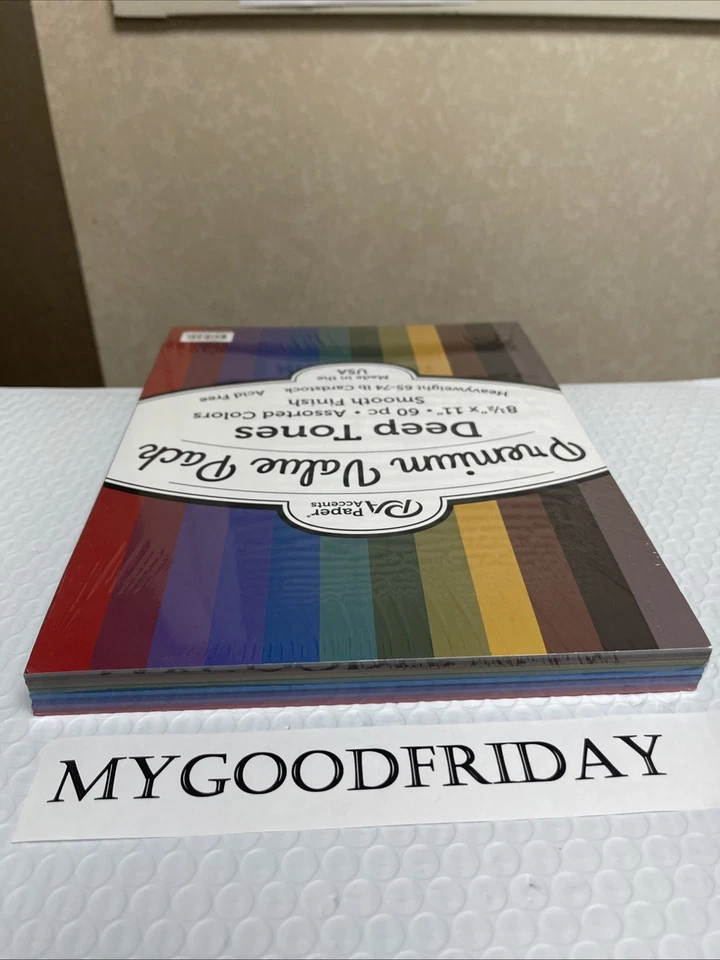 PA Paper Accents
Premium Value Pack
Deep Tones
8½" x 11" • 60 pc • Assorted Colors
Smooth Finish
Heavyweight 65-74 lb Cardstock
Acid Free
Made in the
USA
MYGOODFRIDAY